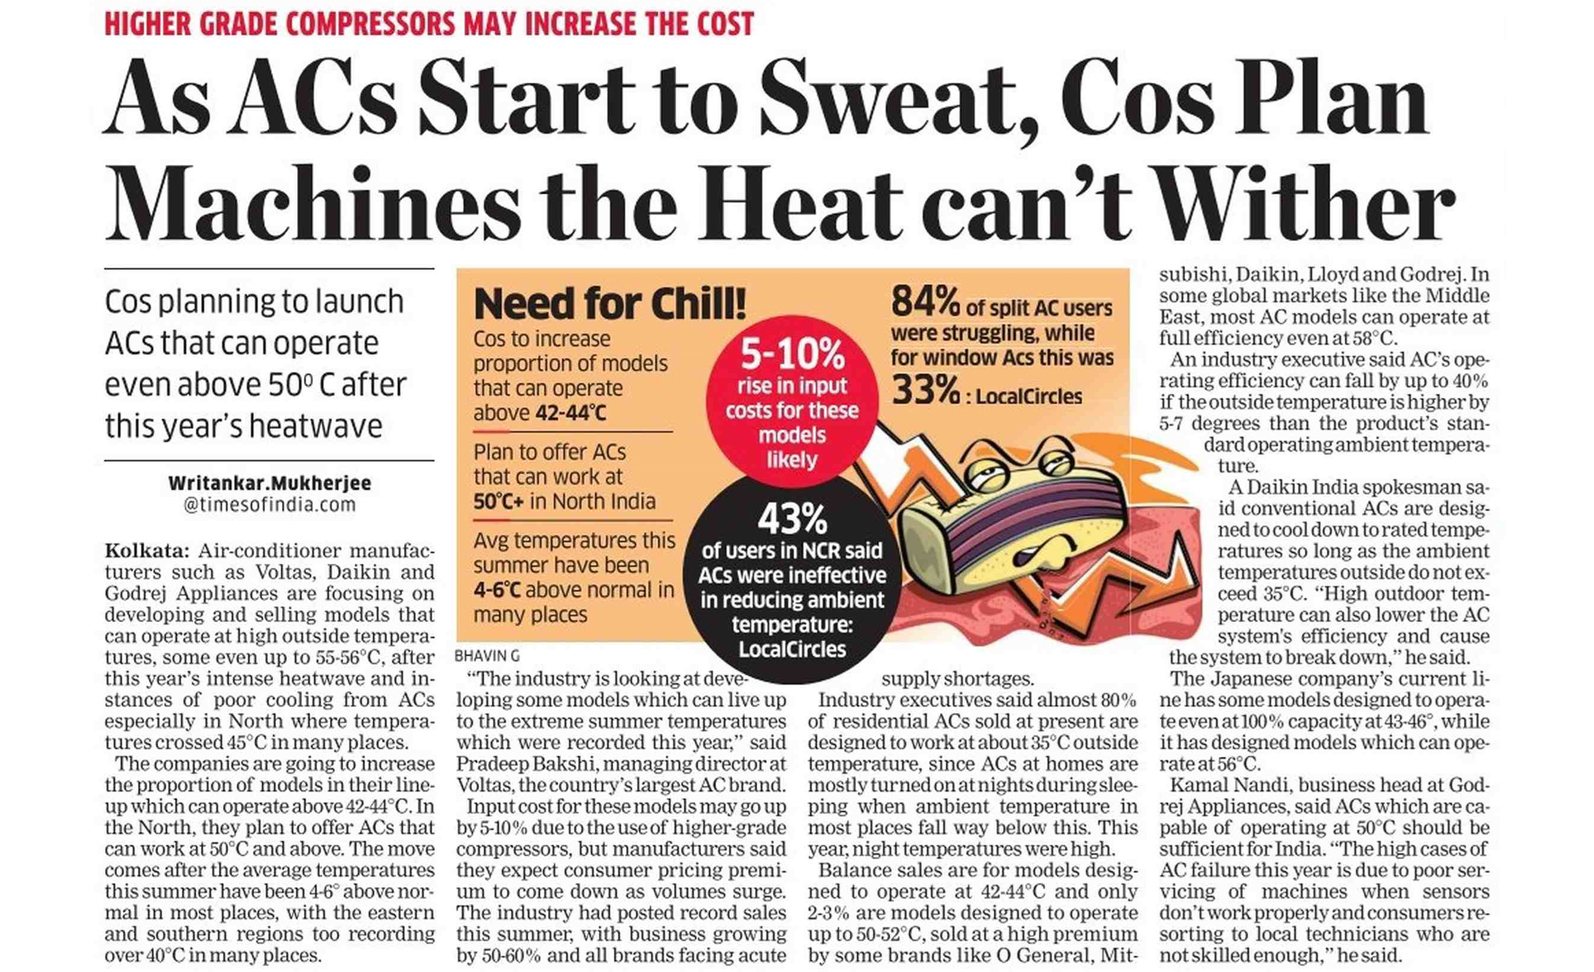 HIGHER GRADE COMPRESSORS MAY INCREASE THE COST
As ACs Start to Sweat, Cos Plan
Machines the Heat can't Wither
Cos planning to launch
ACs that can operate
even above 50⁰ C after
this year's heatwave
Writankar.Mukherjee
@timesofindia.com
Kolkata: Air-conditioner manufac-
turers such as Voltas, Daikin and
Godrej Appliances are focusing on
developing and selling models that
can operate at high outside tempera-
tures, some even up to 55-56°C, after
this year's intense heatwave and in-
stances of poor cooling from ACs
especially in North where tempera-
tures crossed 45°C in many places.
The companies are going to increase
the proportion of models in their line-
up which can operate above 42-44°C. In
the North, they plan to offer ACs that
can work at 50°C and above. The move
comes after the average temperatures
this summer have been 4-6° above nor-
mal in most places, with the eastern
and southern regions too recording
over 40°C in many places.
Need for Chill!
Cos to increase
proportion of models
that can operate
above 42-44°C
Plan to offer ACs
that can work at
50°C+ in North India
Avg temperatures this
summer have been
4-6°C above normal in
many places
5-10%
rise in input
costs for these
models
likely
43%
of users in NCR said
ACs were ineffective
in reducing ambient
temperature:
LocalCircles
84% of split AC users
were struggling, while
for window Acs this was
33% : LocalCircles
BHAVIN G
"The industry is looking at deve-
loping some models which can live up
to the extreme summer temperatures
which were recorded this year," said
Pradeep Bakshi, managing director at
Voltas, the country's largest AC brand.
Input cost for these models may go up
by 5-10% due to the use of higher-grade
compressors, but manufacturers said
they expect consumer pricing premi-
um to come down as volumes surge.
The industry had posted record sales
this summer, with business growing
by 50-60% and all brands facing acute
supply shortages.
Industry executives said almost 80%
of residential ACs sold at present are
designed to work at about 35°C outside
temperature, since ACs at homes are
mostly turned on at nights during slee-
ping when ambient temperature in
most places fall way below this. This
year, night temperatures were high.
Balance sales are for models desig-
ned to operate at 42-44°C and only
2-3% are models designed to operate
up to 50-52°C, sold at a high premium
by some brands like O General, Mit-
subishi, Daikin, Lloyd and Godrej. In
some global markets like the Middle
East, most AC models can operate at
full efficiency even at 58°C.
An industry executive said AC's ope-
rating efficiency can fall by up to 40%
if the outside temperature is higher by
5-7 degrees than the product's stan-
dard operating ambient tempera-
ture.
A Daikin India spokesman sa-
id conventional ACs are desig-
ned to cool down to rated tempe-
ratures so long as the ambient
temperatures outside do not ex-
ceed 35°C. "High outdoor tem-
perature can also lower the AC
system's efficiency and cause
the system to break down," he said.
The Japanese company's current li-
ne has some models designed to opera-
te even at 100% capacity at 43-46°, while
it has designed models which can ope-
rate at 56°C.
Kamal Nandi, business head at God-
rej Appliances, said ACs which are ca-
pable of operating at 50°C should be
sufficient for India. "The high cases of
AC failure this year is due to poor ser-
vicing of machines when sensors
don't work properly and consumers re-
sorting to local technicians who are
not skilled enough," he said.